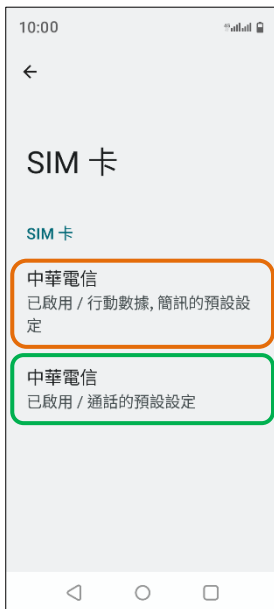 10:00
SIM 卡
SIM 卡
中華電信
已啟用 / 行動數據, 簡訊的預設設
定
中華電信
已啟用 / 通話的預設設定